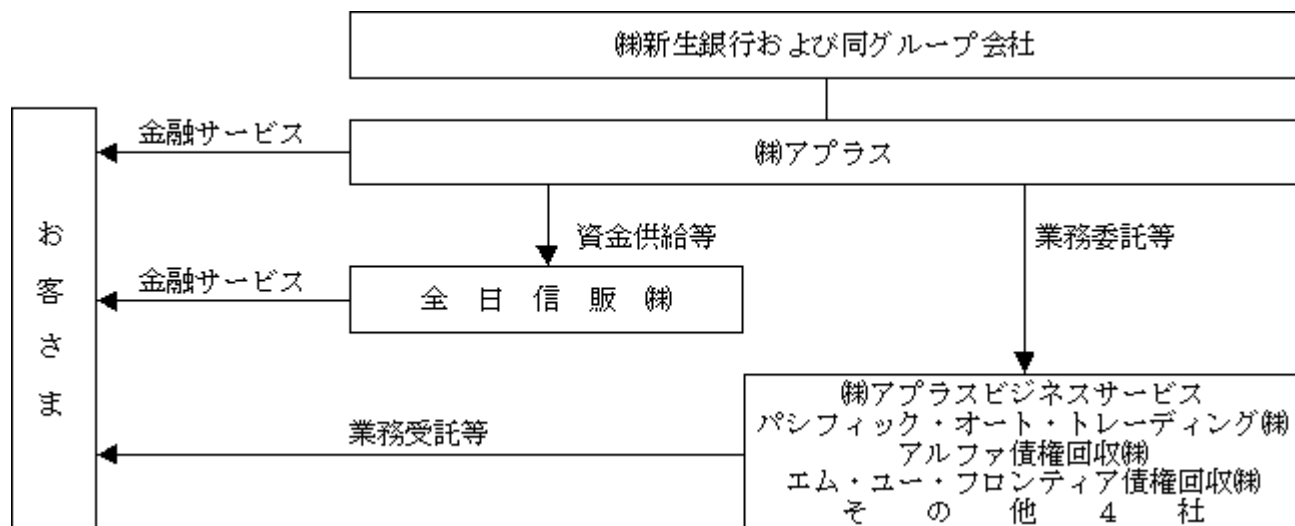 ㈱新生銀行および同グループ会社
金融サービス
㈱アプラス
お客さま
資金供給等
業務委託等
金融サービス
全日信販㈱
㈱アプラスビジネスサービス
パシフィック・オート・トレーディング㈱
アルファ債権回収㈱
エム・ユー・フロンティア債権回収㈱
その他4社
業務受託等